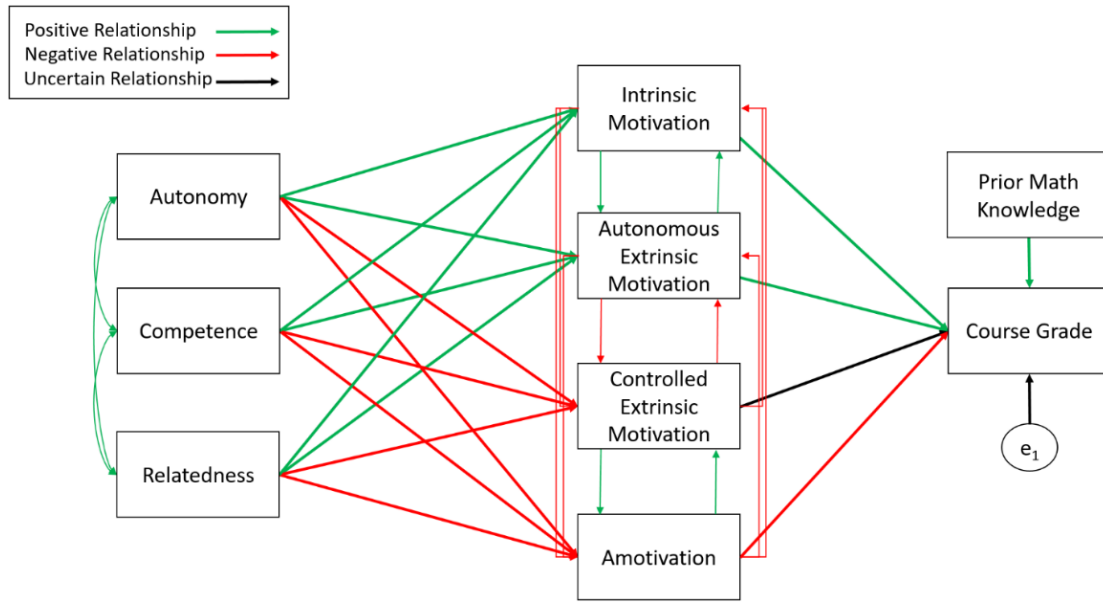 Positive Relationship
Negative Relationship
Uncertain Relationship
Intrinsic
Motivation
Autonomy
Autonomous
Extrinsic
Motivation
Prior Math
Knowledge
Competence
Course Grade
Controlled
Extrinsic
Motivation
Relatedness
e₁
Amotivation